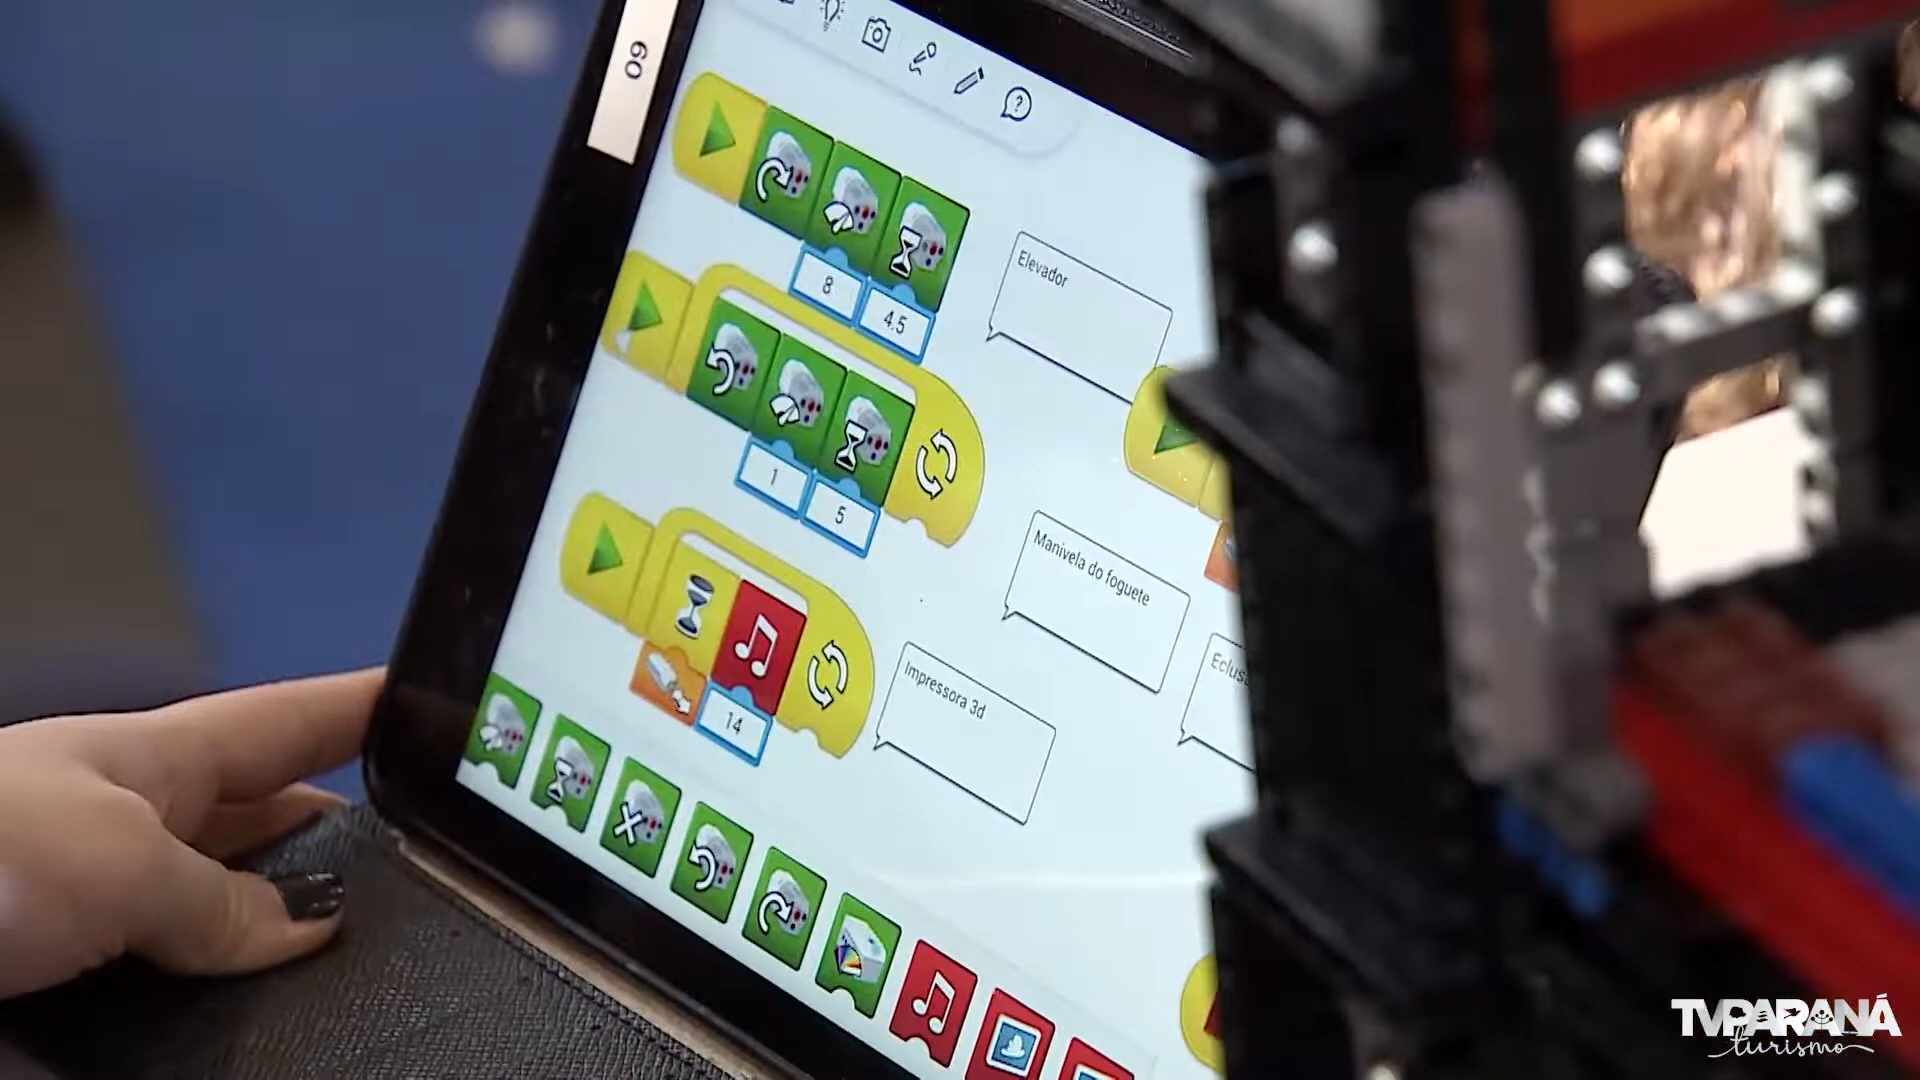 09
Elevador
8
4.5
1
5
Manivela do foguete
Impressora 3d
14
TVPARANÁ
turismo